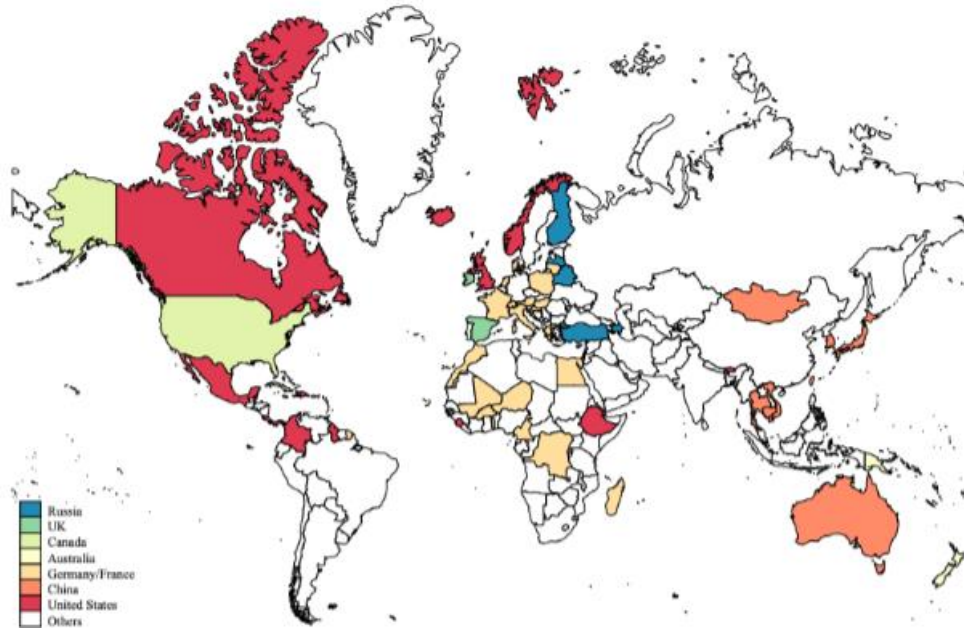 Russia
UK
Canada
Australia
Germany/France
China
United States
Others